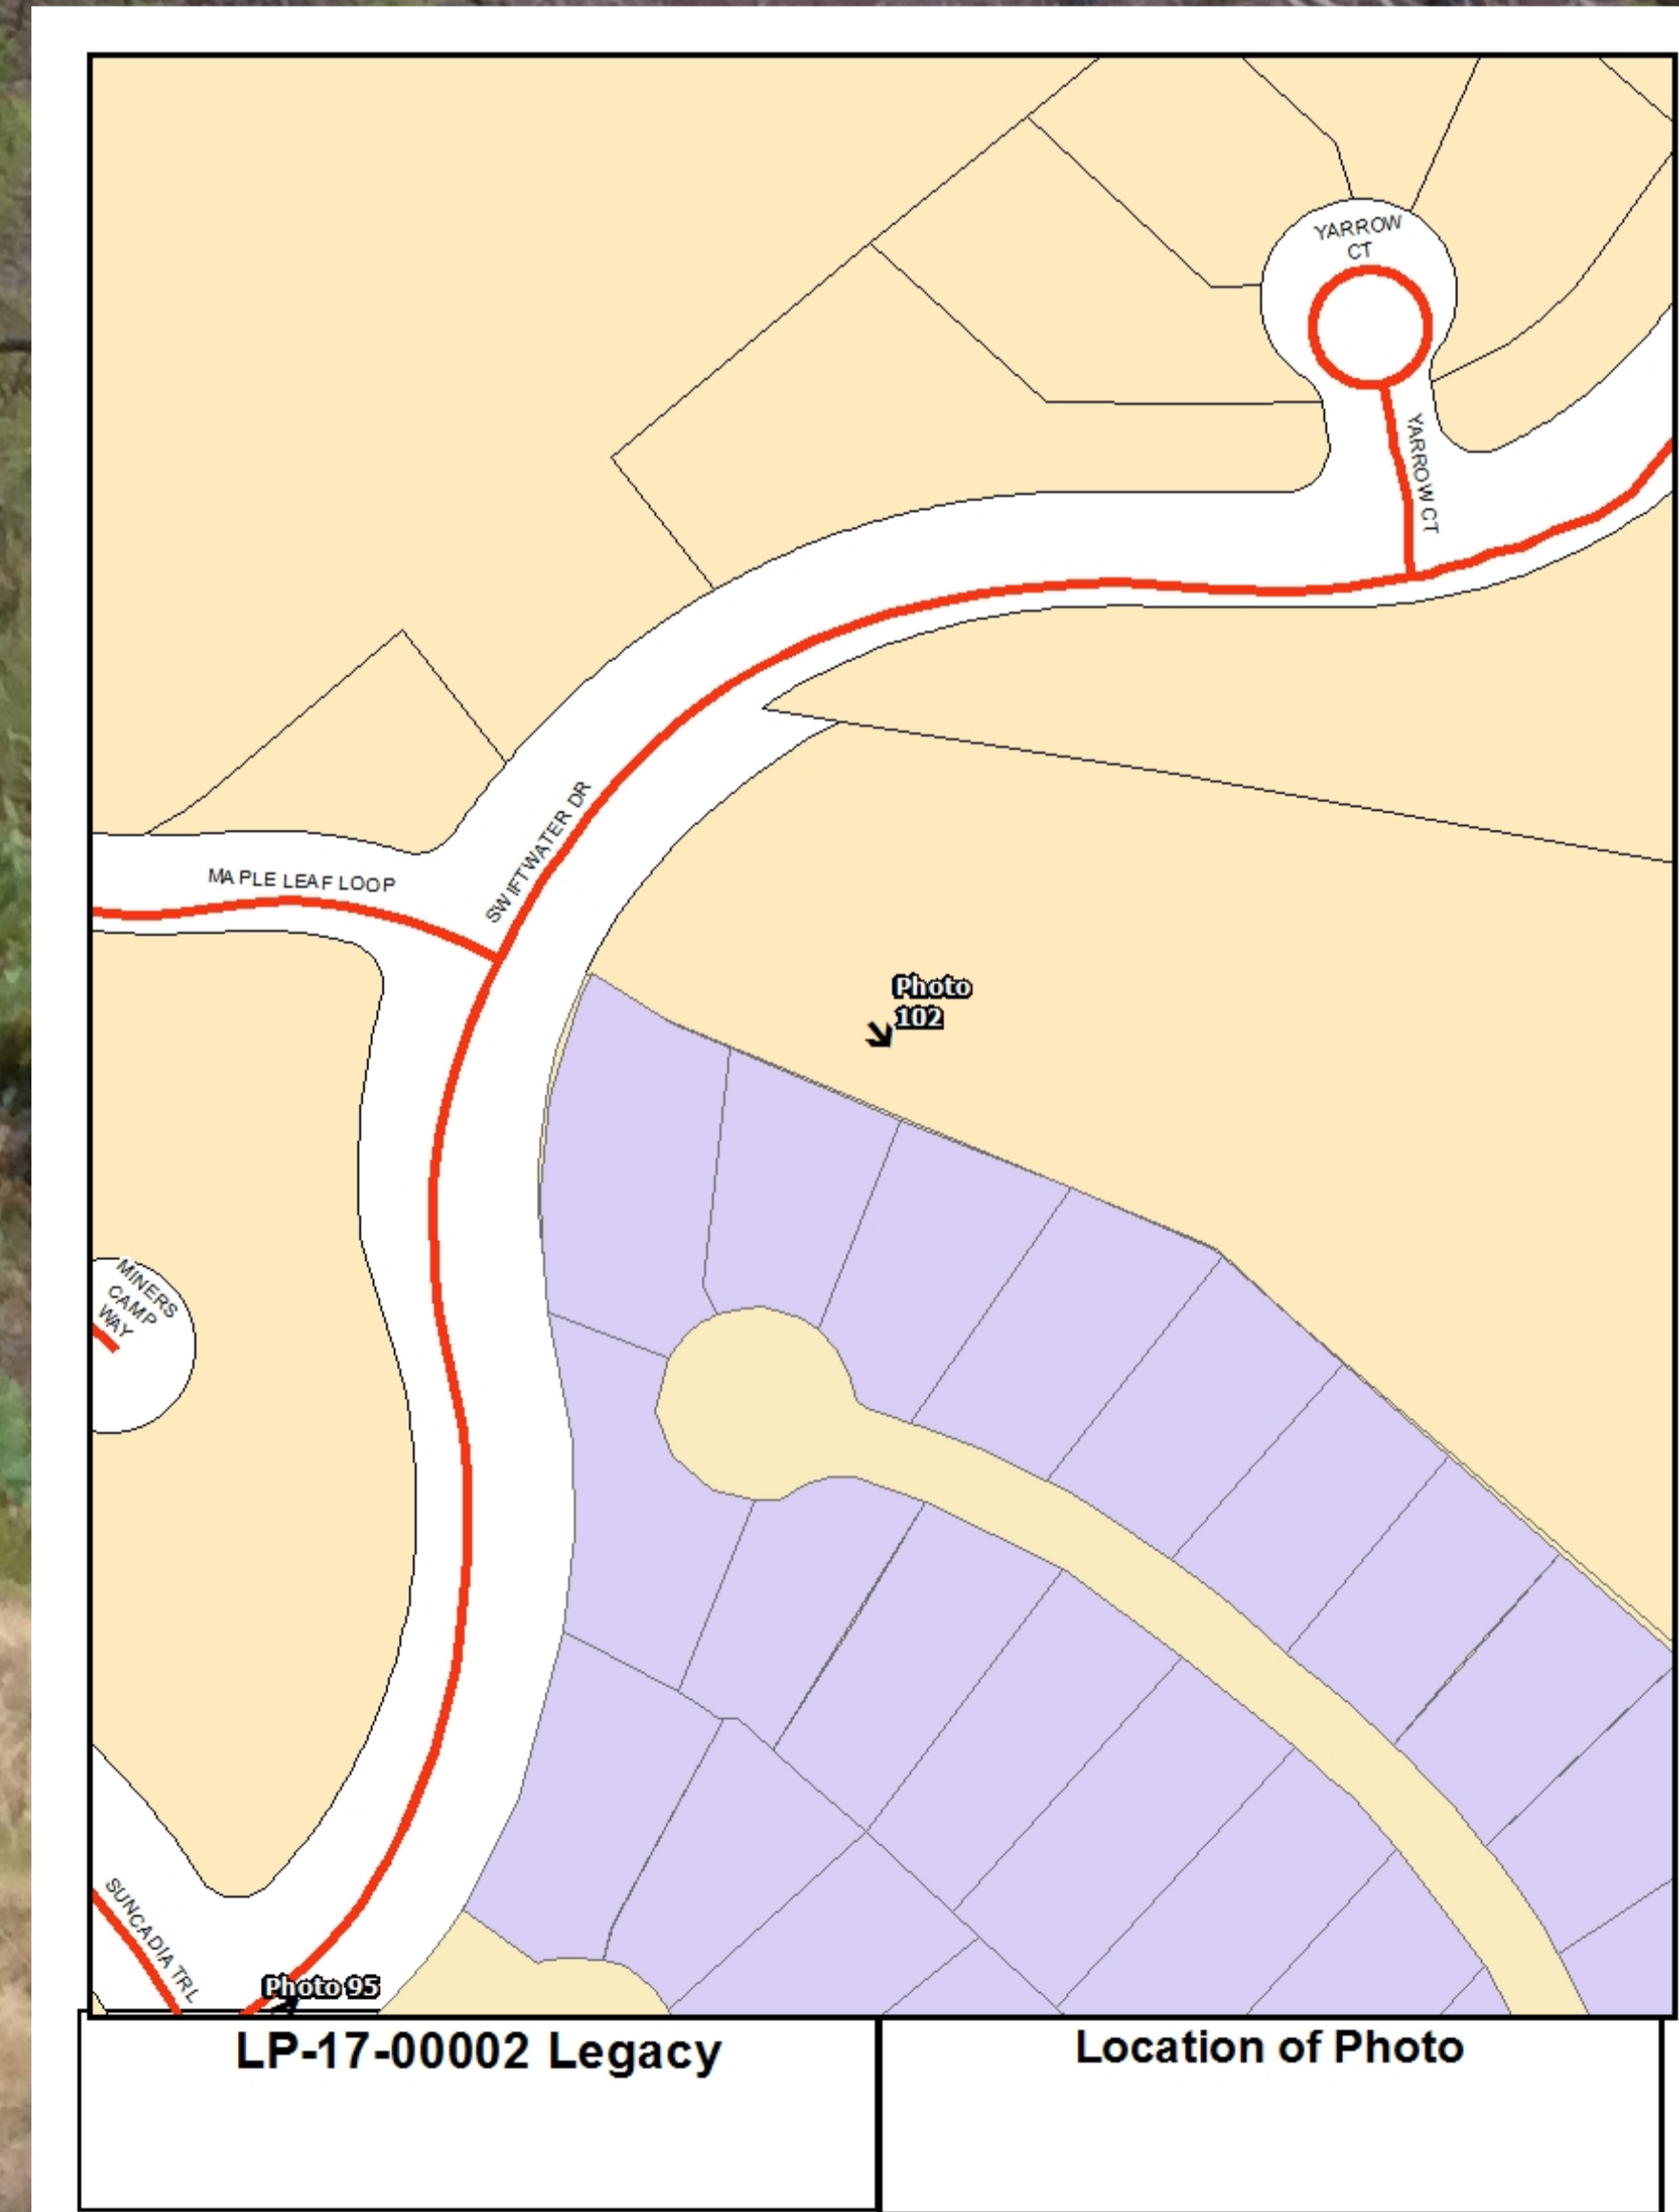 YARROW
CT
YARROW CT
SWIFTWATER DR
MAPLE LEAF LOOP
Photo
102
MINERS
CAMP
WAY
SUNCADIA TRL
Photo 95
LP-17-00002 Legacy
Location of Photo